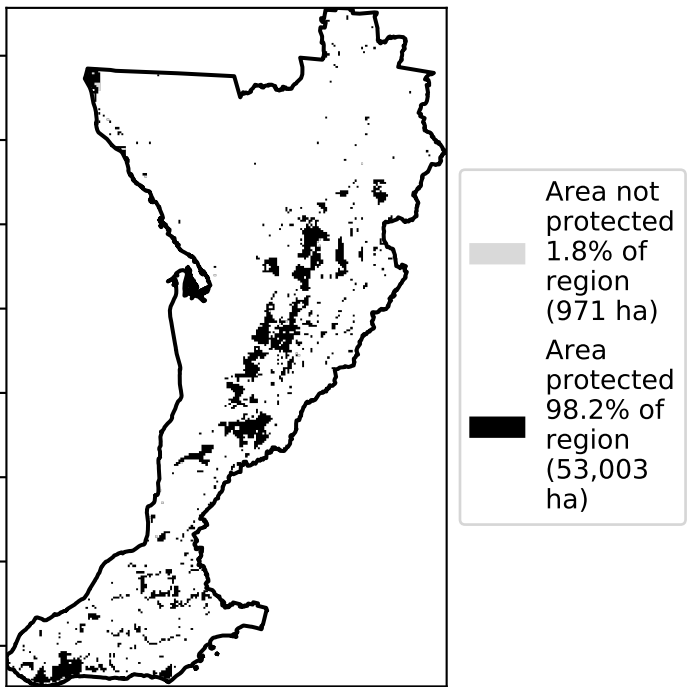 Area not
protected
1.8% of
region
(971 ha)
Area
protected
98.2% of
region
(53,003
ha)